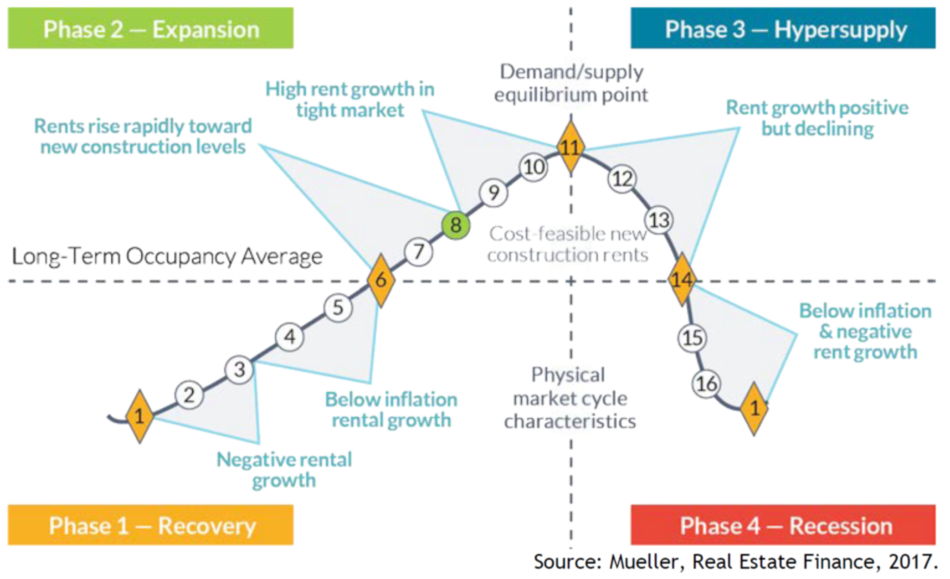 Phase 2 — Expansion
Phase 3 — Hypersupply
Demand/supply
equilibrium point
High rent growth in
tight market
Rents rise rapidly toward
new construction levels
Rent growth positive
but declining
11
10
12
9
13
8
7
Cost-feasible new
construction rents
Long-Term Occupancy Average
6
14
5
4
3
2
1
15
16
1
Below inflation
& negative
rent growth
Physical
market cycle
characteristics
Below inflation
rental growth
Negative rental
growth
Phase 1 — Recovery
Phase 4 — Recession
Source: Mueller, Real Estate Finance, 2017.